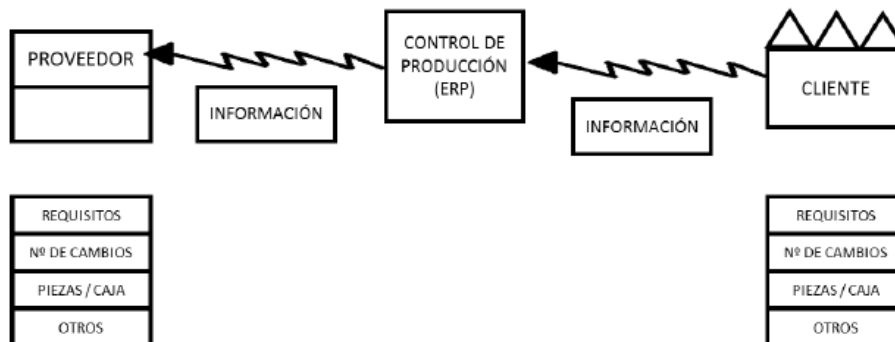 PROVEEDOR
CONTROL DE
PRODUCCIÓN
(ERP)
CLIENTE
INFORMACIÓN
INFORMACIÓN
REQUISITOS
Nº DE CAMBIOS
PIEZAS / CAJA
OTROS
REQUISITOS
Nº DE CAMBIOS
PIEZAS / CAJA
OTROS